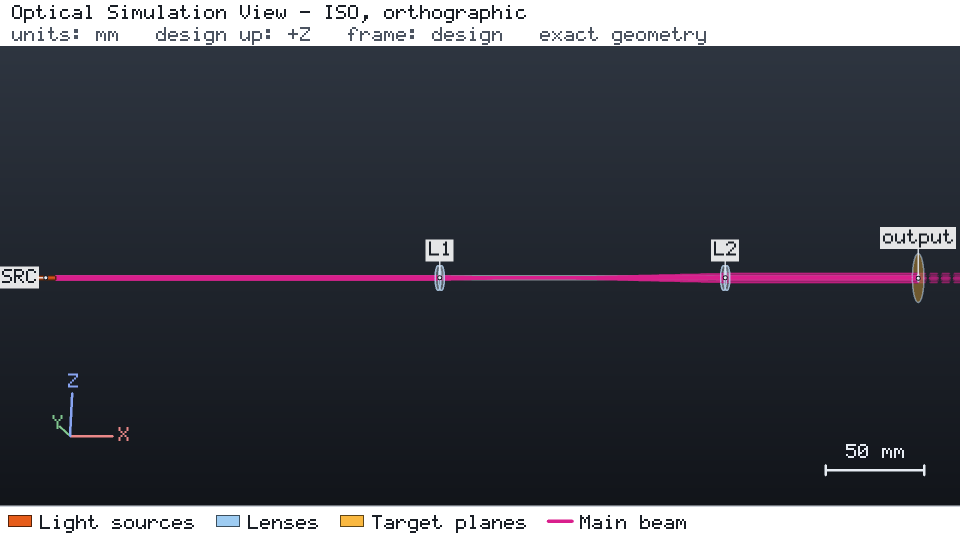 Optical Simulation View - ISO, orthographic
units: mm   design up: +Z   frame: design   exact geometry
output
L1
L2
SRC
Z
Y
X
50 mm
Light sources
Lenses
Target planes
Main beam